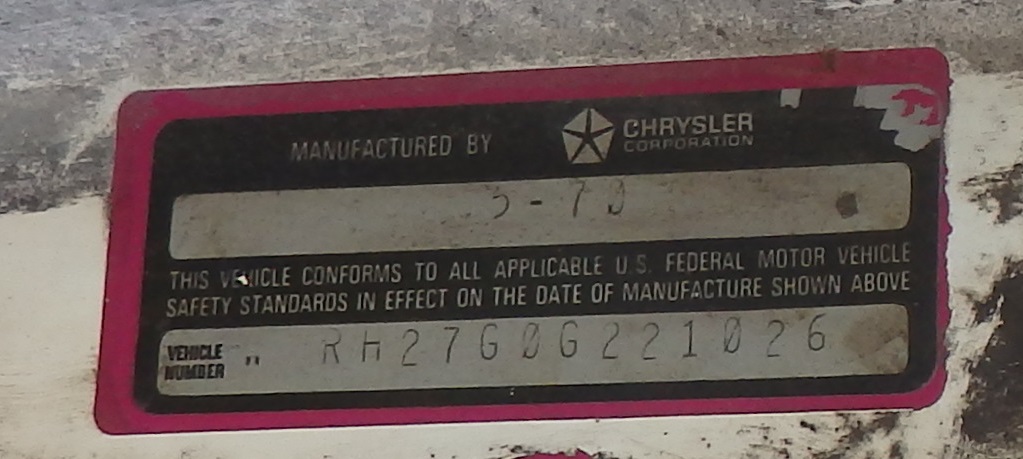 MANUFACTURED BY CHRYSLER CORPORATION
5-70
THIS VEHICLE CONFORMS TO ALL APPLICABLE U.S. FEDERAL MOTOR VEHICLE
SAFETY STANDARDS IN EFFECT ON THE DATE OF MANUFACTURE SHOWN ABOVE
VEHICLE NUMBER " RH27G0G221026